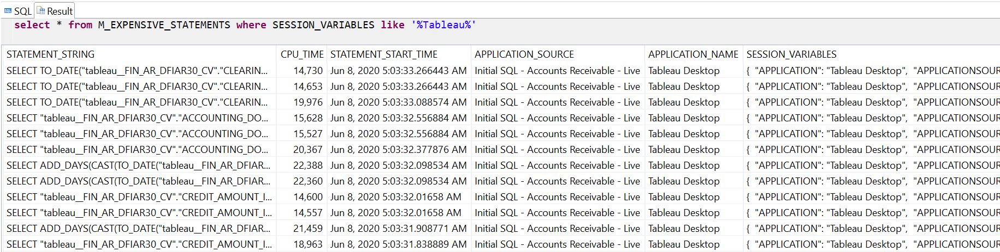 SQL Result
select * from M_EXPENSIVE_STATEMENTS where SESSION_VARIABLES like '%Tableau%'
STATEMENT_STRING CPU_TIME STATEMENT_START_TIME APPLICATION_SOURCE APPLICATION_NAME SESSION_VARIABLES
SELECT TO_DATE("tableau__FIN_AR_DFIAR30_CV"."CLEARIN... 14,730 Jun 8, 2020 5:03:33.266443 AM Initial SQL - Accounts Receivable - Live Tableau Desktop { "APPLICATION": "Tableau Desktop", "APPLICATIONSOUR
SELECT TO_DATE("tableau__FIN_AR_DFIAR30_CV"."CLEARIN... 14,653 Jun 8, 2020 5:03:33.266443 AM Initial SQL - Accounts Receivable - Live Tableau Desktop { "APPLICATION": "Tableau Desktop", "APPLICATIONSOUR
SELECT TO_DATE("tableau__FIN_AR_DFIAR30_CV"."CLEARIN... 19,976 Jun 8, 2020 5:03:33.088574 AM Initial SQL - Accounts Receivable - Live Tableau Desktop { "APPLICATION": "Tableau Desktop", "APPLICATIONSOUR
SELECT "tableau__FIN_AR_DFIAR30_CV"."ACCOUNTING_DO... 15,628 Jun 8, 2020 5:03:32.556884 AM Initial SQL - Accounts Receivable - Live Tableau Desktop { "APPLICATION": "Tableau Desktop", "APPLICATIONSOUR
SELECT "tableau__FIN_AR_DFIAR30_CV"."ACCOUNTING_DO... 15,527 Jun 8, 2020 5:03:32.556884 AM Initial SQL - Accounts Receivable - Live Tableau Desktop { "APPLICATION": "Tableau Desktop", "APPLICATIONSOUR
SELECT "tableau__FIN_AR_DFIAR30_CV"."ACCOUNTING_DO... 20,367 Jun 8, 2020 5:03:32.377876 AM Initial SQL - Accounts Receivable - Live Tableau Desktop { "APPLICATION": "Tableau Desktop", "APPLICATIONSOUR
SELECT ADD_DAYS(CAST(TO_DATE("tableau__FIN_AR_DFIAR... 22,388 Jun 8, 2020 5:03:32.098534 AM Initial SQL - Accounts Receivable - Live Tableau Desktop { "APPLICATION": "Tableau Desktop", "APPLICATIONSOUR
SELECT ADD_DAYS(CAST(TO_DATE("tableau__FIN_AR_DFIAR... 22,360 Jun 8, 2020 5:03:32.098534 AM Initial SQL - Accounts Receivable - Live Tableau Desktop { "APPLICATION": "Tableau Desktop", "APPLICATIONSOUR
SELECT "tableau__FIN_AR_DFIAR30_CV"."CREDIT_AMOUNT_I... 14,600 Jun 8, 2020 5:03:32.01658 AM Initial SQL - Accounts Receivable - Live Tableau Desktop { "APPLICATION": "Tableau Desktop", "APPLICATIONSOUR
SELECT "tableau__FIN_AR_DFIAR30_CV"."CREDIT_AMOUNT_I... 14,557 Jun 8, 2020 5:03:32.01658 AM Initial SQL - Accounts Receivable - Live Tableau Desktop { "APPLICATION": "Tableau Desktop", "APPLICATIONSOUR
SELECT ADD_DAYS(CAST(TO_DATE("tableau__FIN_AR_DFIAR... 21,459 Jun 8, 2020 5:03:31.908771 AM Initial SQL - Accounts Receivable - Live Tableau Desktop { "APPLICATION": "Tableau Desktop", "APPLICATIONSOUR
SELECT "tableau__FIN_AR_DFIAR30_CV"."CREDIT_AMOUNT_I... 18,963 Jun 8, 2020 5:03:31.838889 AM Initial SQL - Accounts Receivable - Live Tableau Desktop { "APPLICATION": "Tableau Desktop", "APPLICATIONSOUR